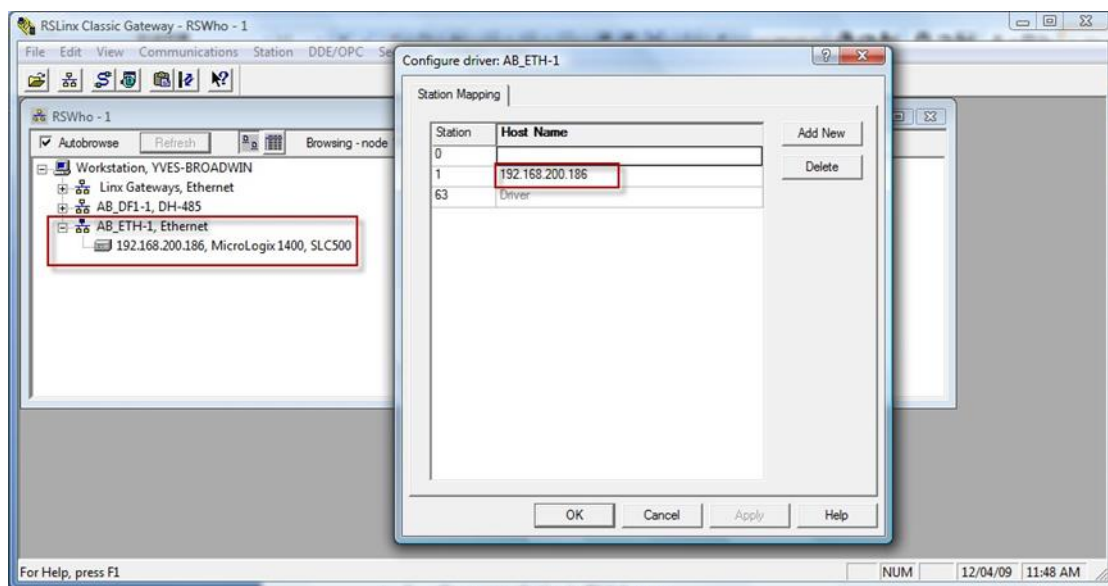 RSLinx Classic Gateway - RSWho - 1
File Edit View Communications Station DDE/OPC Se
Configure driver: AB_ETH-1
Station Mapping
RSWho - 1
Autobrowse Refresh Browsing - node
Workstation, YVES-BROADWIN
Linx Gateways, Ethernet
AB_DF1-1, DH-485
AB_ETH-1, Ethernet
192.168.200.186, MicroLogix 1400, SLC500
Station Host Name
0
1 192.168.200.186
63 Driver
Add New
Delete
OK Cancel Apply Help
For Help, press F1
NUM 12/04/09 11:48 AM